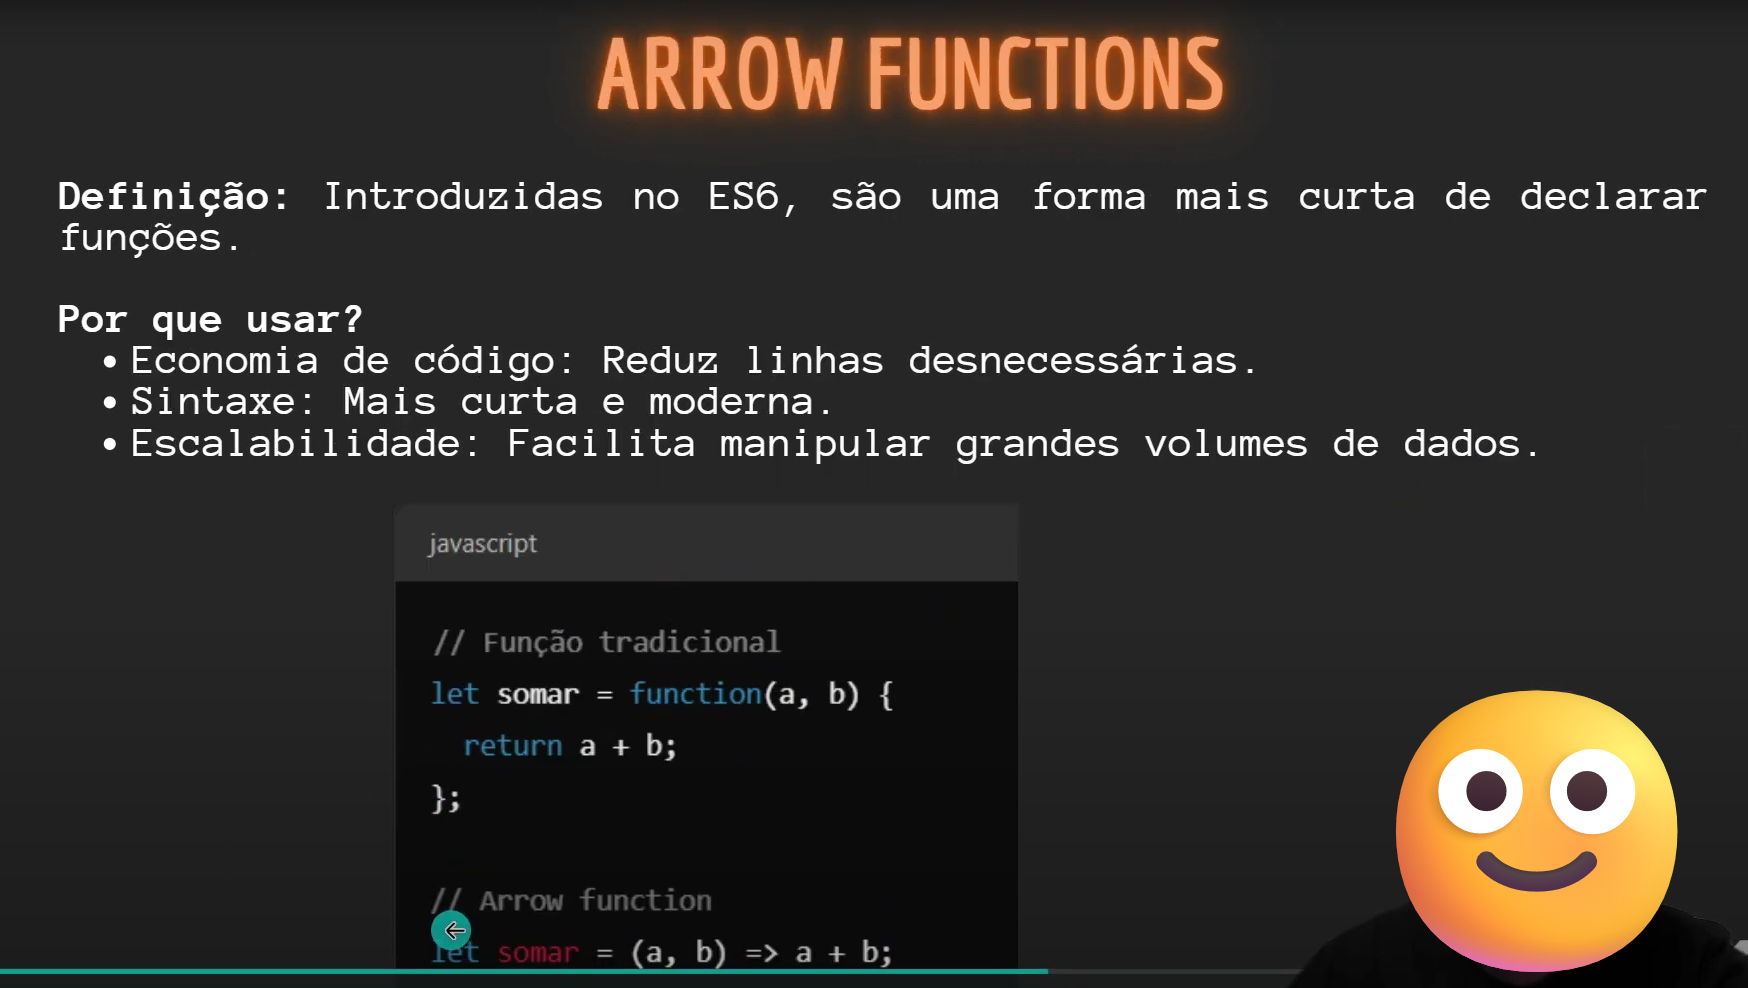 ARROW FUNCTIONS
Definição: Introduzidas no ES6, são uma forma mais curta de declarar
funções.
Por que usar?
• Economia de código: Reduz linhas desnecessárias.
• Sintaxe: Mais curta e moderna.
• Escalabilidade: Facilita manipular grandes volumes de dados.
javascript
// Função tradicional
let somar = function(a, b) {
return a + b;
};
// Arrow function
let somar = (a, b) => a + b;